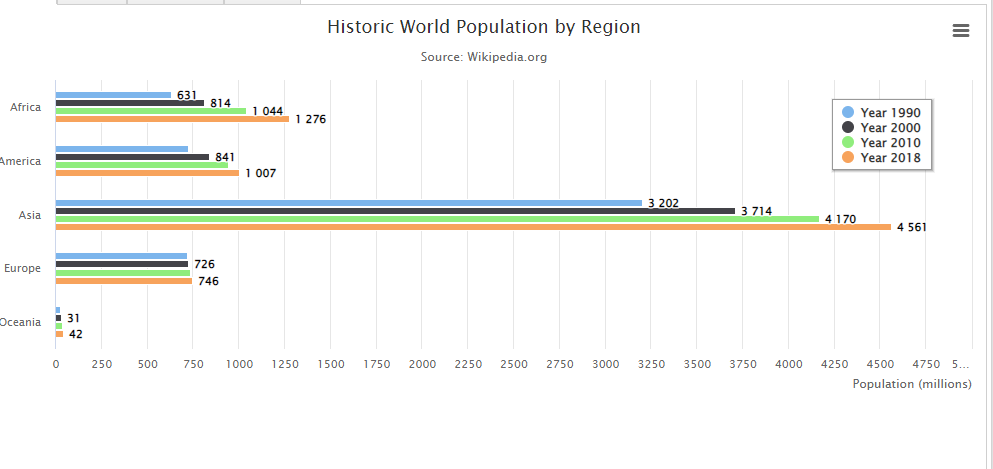 Historic World Population by Region
Source: Wikipedia.org
Africa
631
814
1 044
1 276
America
841
1 007
Asia
3 202
3 714
4 170
4 561
Europe
726
746
Oceania
31
42
Year 1990
Year 2000
Year 2010
Year 2018
0 250 500 750 1000 1250 1500 1750 2000 2250 2500 2750 3000 3250 3500 3750 4000 4250 4500 4750 5...
Population (millions)